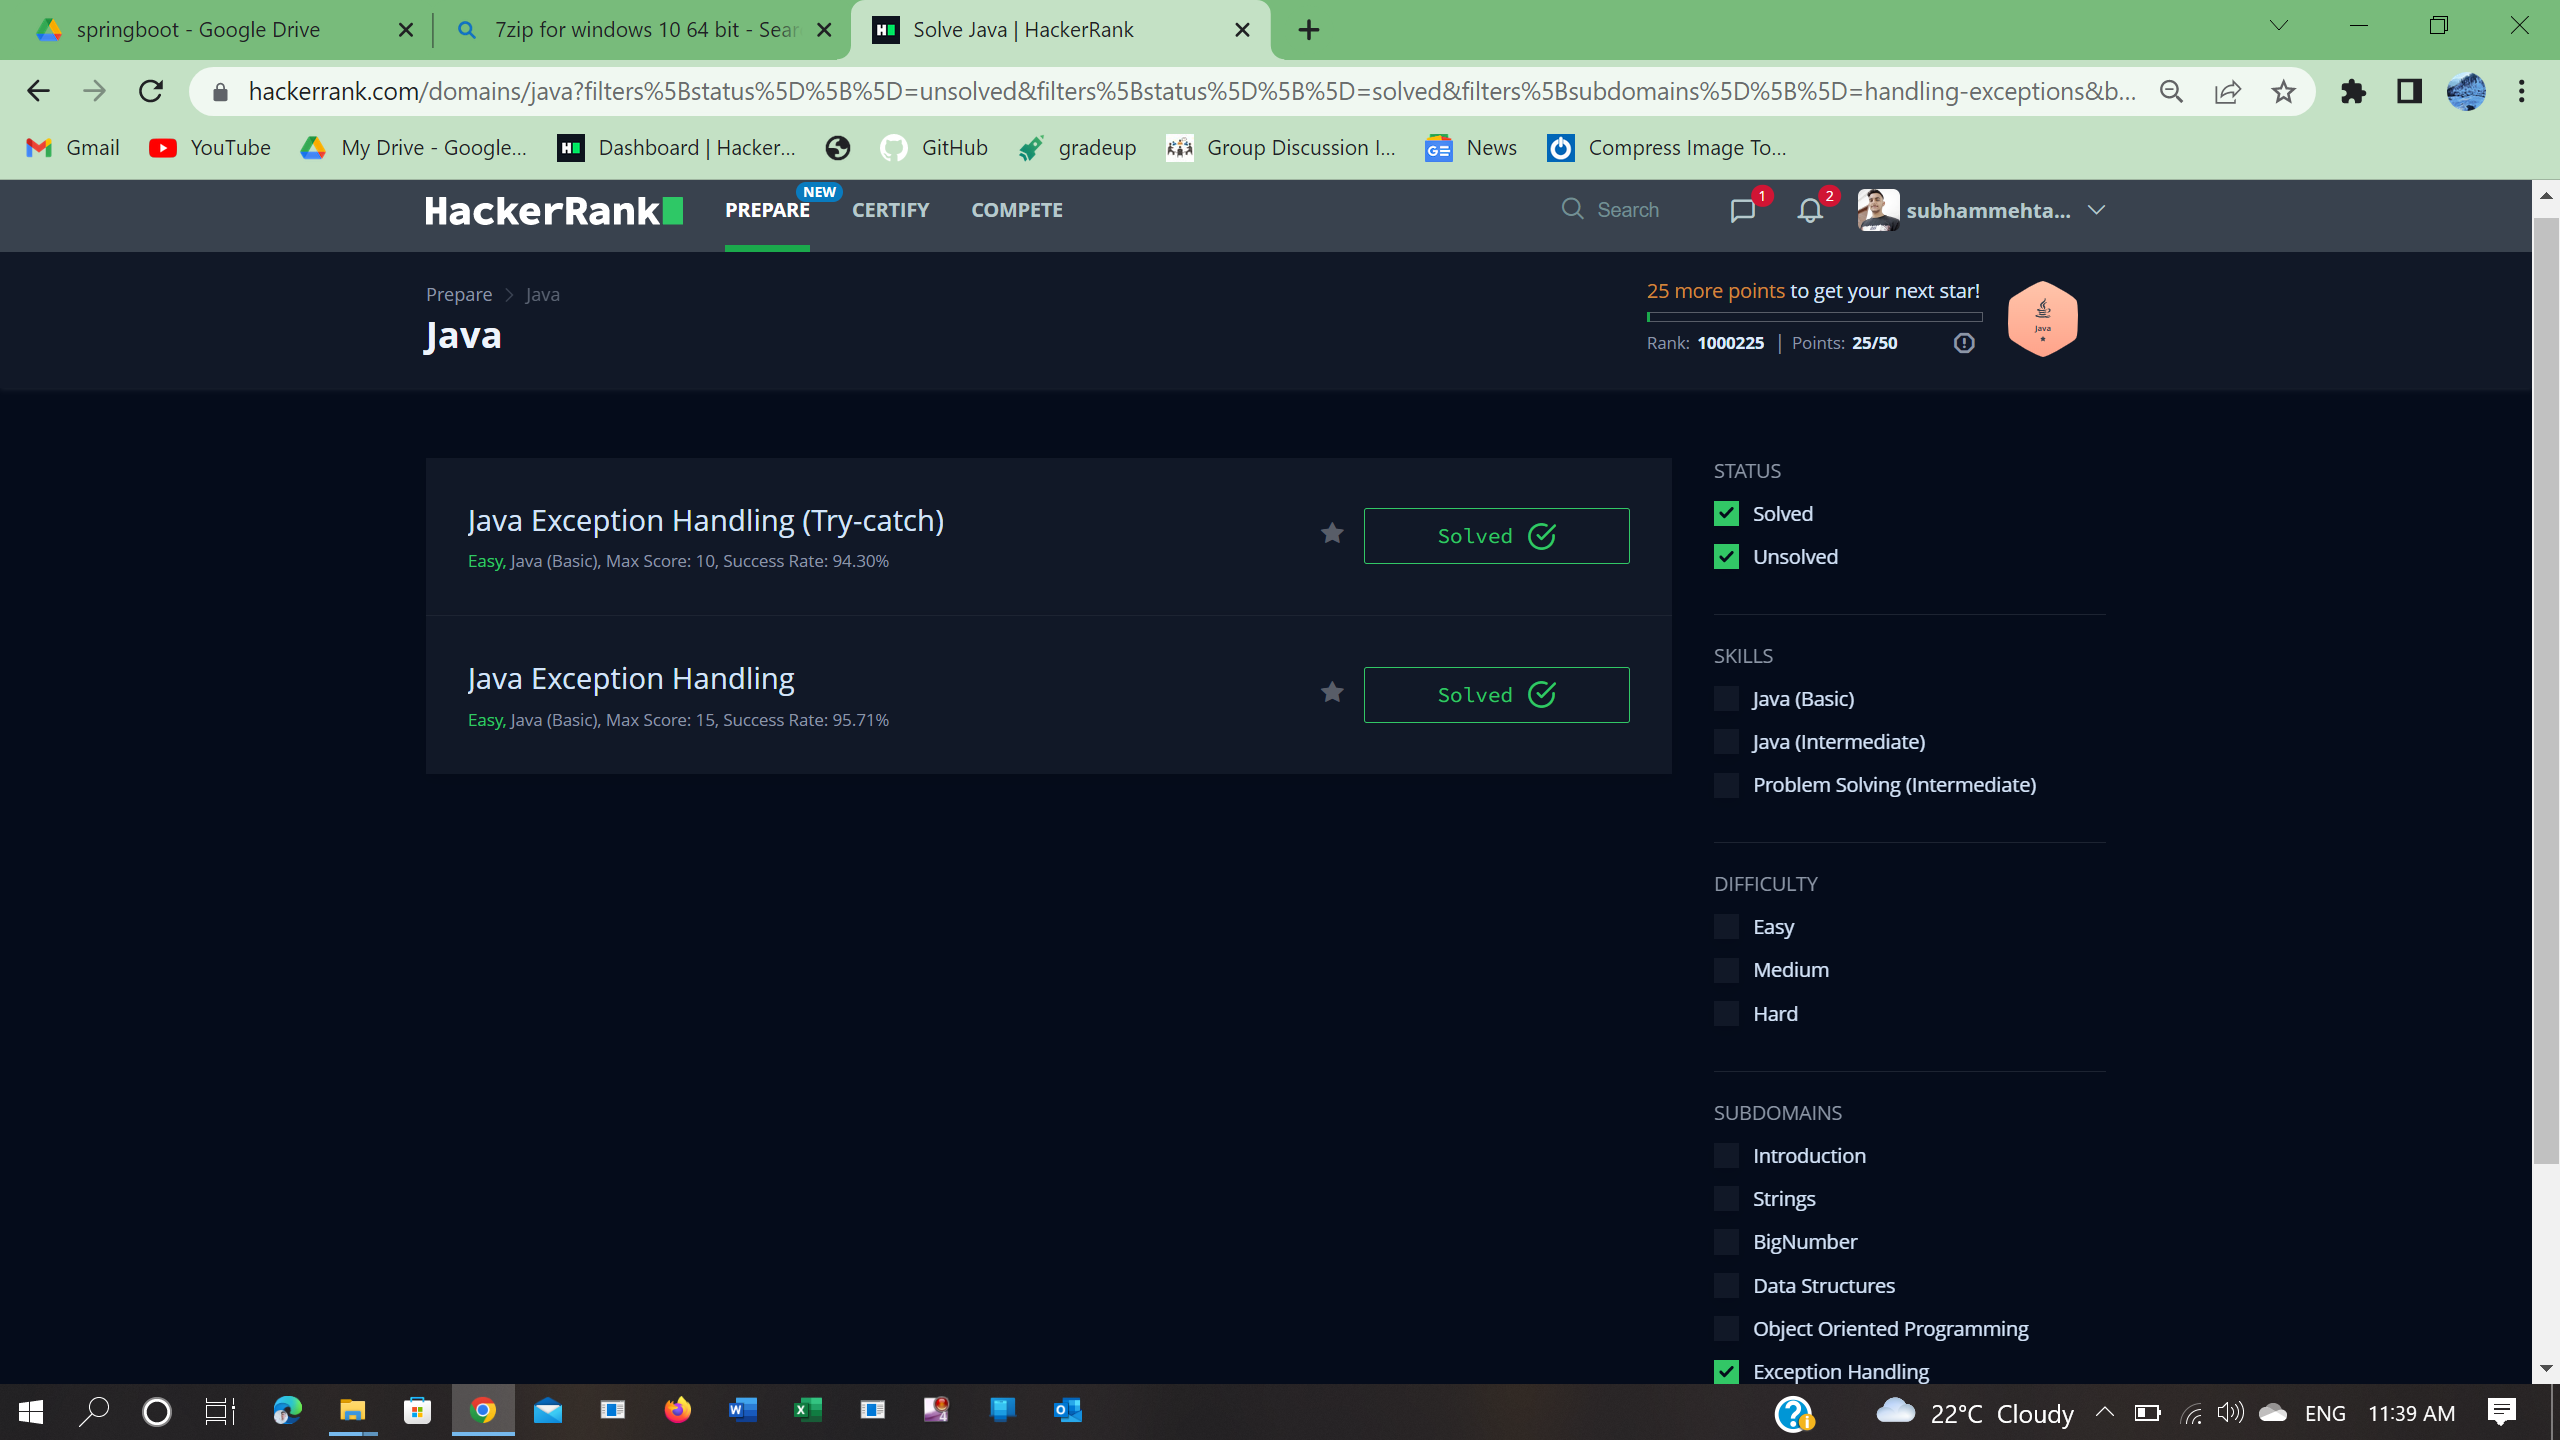 springboot - Google Drive
7zip for windows 10 64 bit - Sear
Solve Java | HackerRank
hackerrank.com/domains/java?filters%5Bstatus%5D%5B%5D=unsolved&filters%5Bstatus%5D%5B%5D=solved&filters%5Bsubdomains%5D%5B%5D=handling-exceptions&b...
Gmail
YouTube
My Drive - Google...
Dashboard | Hacker...
GitHub
gradeup
Group Discussion I...
News
Compress Image To...
HackerRank
PREPARE
NEW
CERTIFY
COMPETE
Search
1
2
subhammehta...
Prepare > Java
Java
25 more points to get your next star!
Rank: 1000225 | Points: 25/50
Java
Java Exception Handling (Try-catch)
Easy, Java (Basic), Max Score: 10, Success Rate: 94.30%
Solved
Java Exception Handling
Easy, Java (Basic), Max Score: 15, Success Rate: 95.71%
Solved
STATUS
Solved
Unsolved
SKILLS
Java (Basic)
Java (Intermediate)
Problem Solving (Intermediate)
DIFFICULTY
Easy
Medium
Hard
SUBDOMAINS
Introduction
Strings
BigNumber
Data Structures
Object Oriented Programming
Exception Handling
22°C Cloudy
ENG
11:39 AM